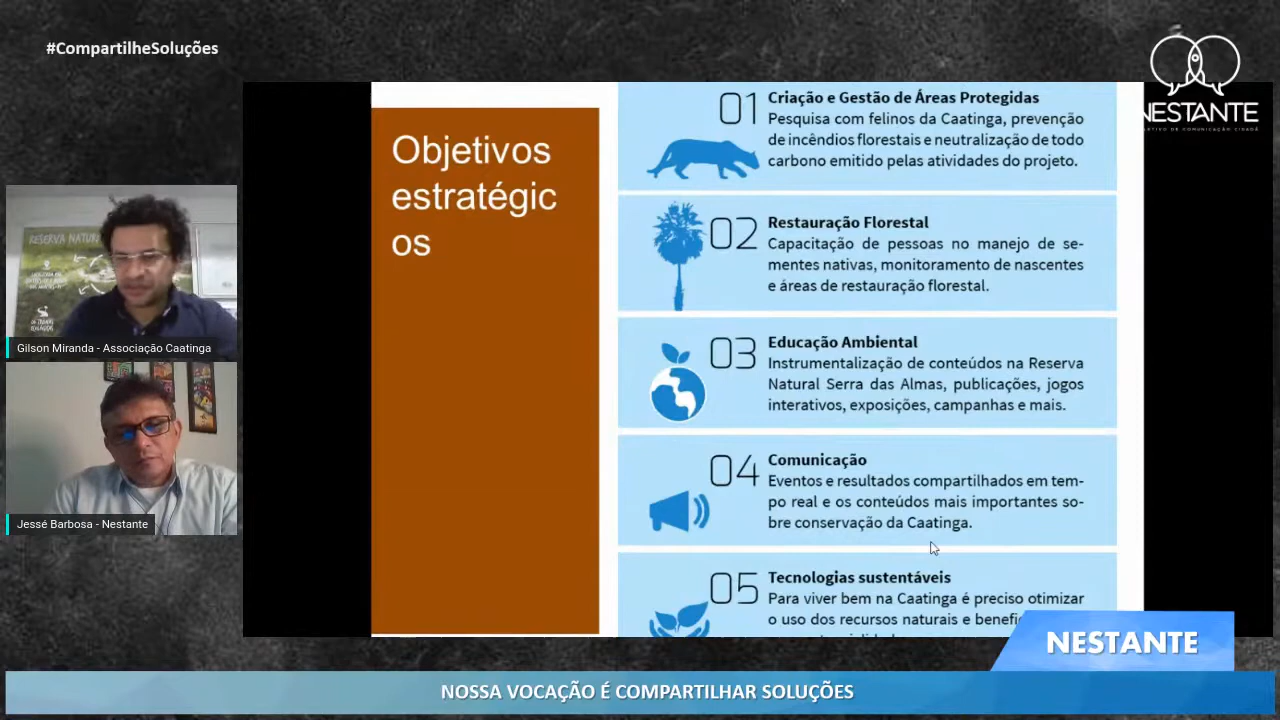 #CompartilheSoluções
NESTANTE
Objetivos
estratégic
os
01
Criação e Gestão de Áreas Protegidas
Pesquisa com felinos da Caatinga, prevenção
de incêndios florestais e neutralização de todo
carbono emitido pelas atividades do projeto.
02
Restauração Florestal
Capacitação de pessoas no manejo de se-
mentes nativas, monitoramento de nascentes
e áreas de restauração florestal.
03
Educação Ambiental
Instrumentalização de conteúdos na Reserva
Natural Serra das Almas, publicações, jogos
interativos, exposições, campanhas e mais.
04
Comunicação
Eventos e resultados compartilhados em tem-
po real e os conteúdos mais importantes so-
bre conservação da Caatinga.
05
Tecnologias sustentáveis
Para viver bem na Caatinga é preciso otimizar
o uso dos recursos naturais e
RESERVA NATUR
Gilson Miranda - Associação Caatinga
Jessé Barbosa - Nestante
NESTANTE
NOSSA VOCAÇÃO É COMPARTILHAR SOLUÇÕES